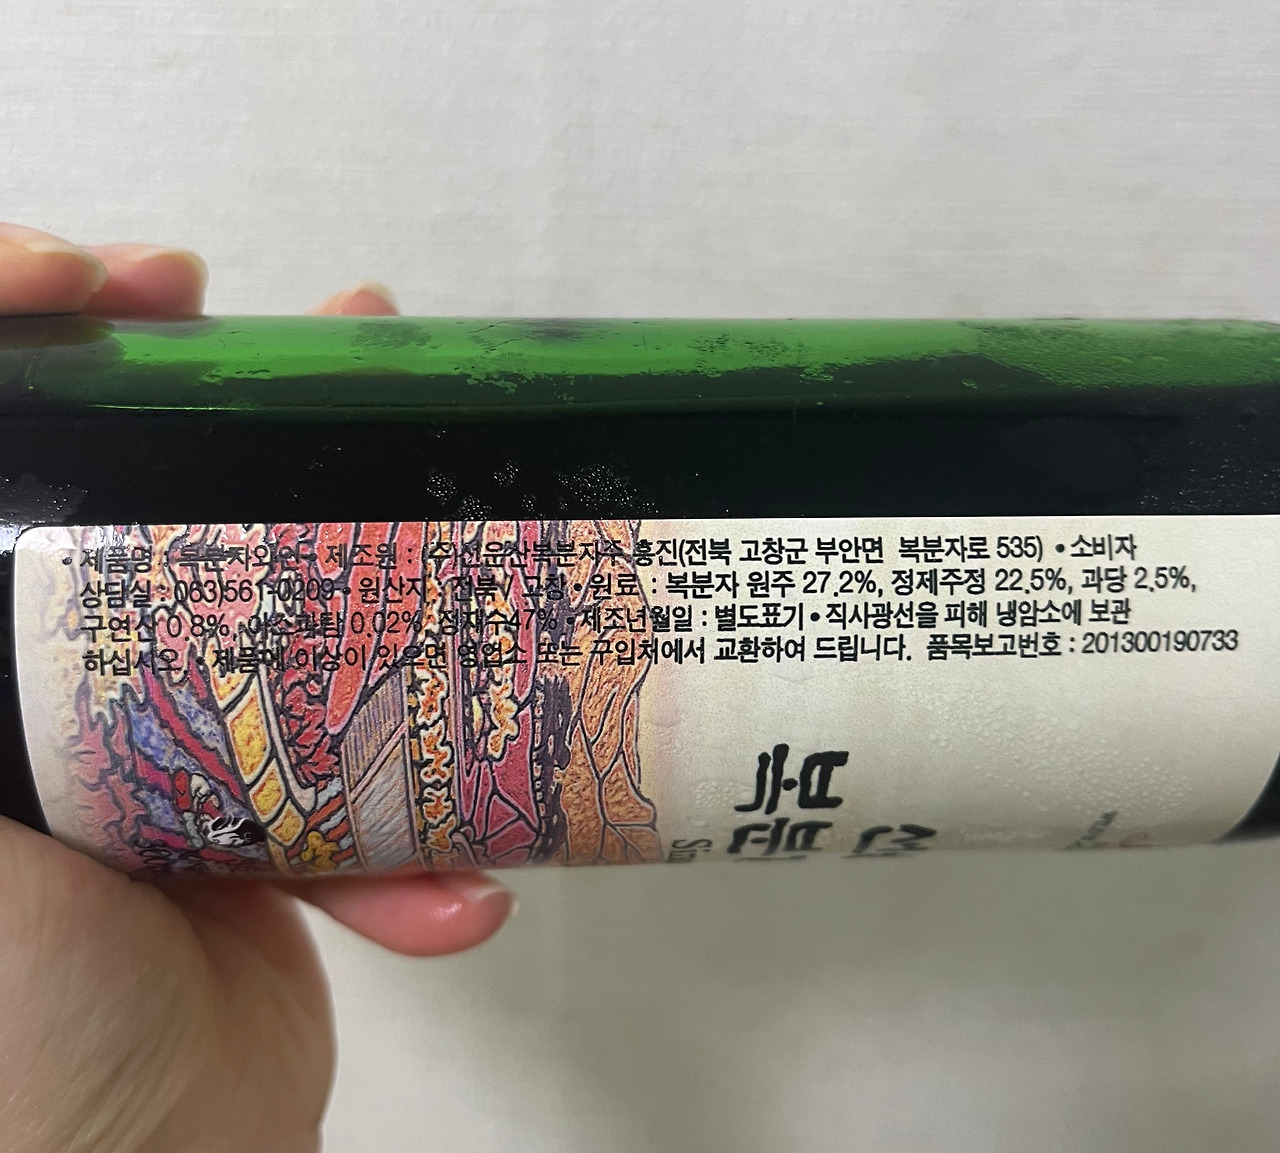 • 제품명 : 복분자와인 • 제조원 : (주)선운산복분자주 흥진(전북 고창군 부안면 복분자로 535) • 소비자
상담실 : 063)561-0209 • 원산지 : 전북 / 고창 • 원료 : 복분자 원주 27.2%, 정제주정 22.5%, 과당 2.5%,
구연산 0.8%, 아소과탐 0.02%, 정재수47% • 제조년월일 : 별도표기 • 직사광선을 피해 냉암소에 보관
하십시오. • 제품에 이상이 있으면 영업소 또는 구입처에서 교환하여 드립니다. 품목보고번호 : 201300190733
복분